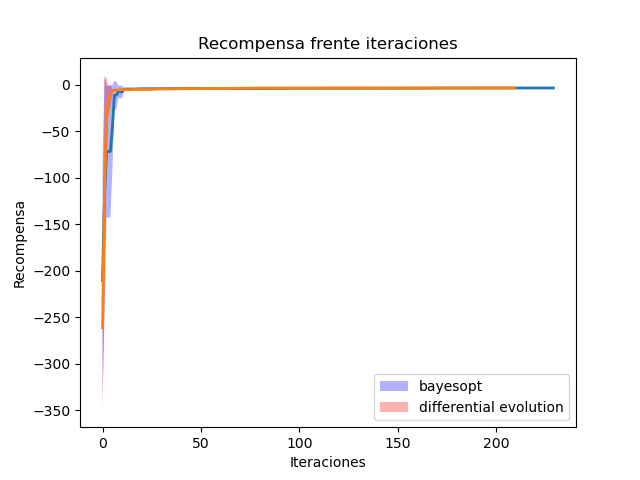 Recompensa frente iteraciones
0
−50
−100
−150
−200
−250
−300
−350
Recompensa
0
50
100
150
200
Iteraciones
bayesopt
differential evolution